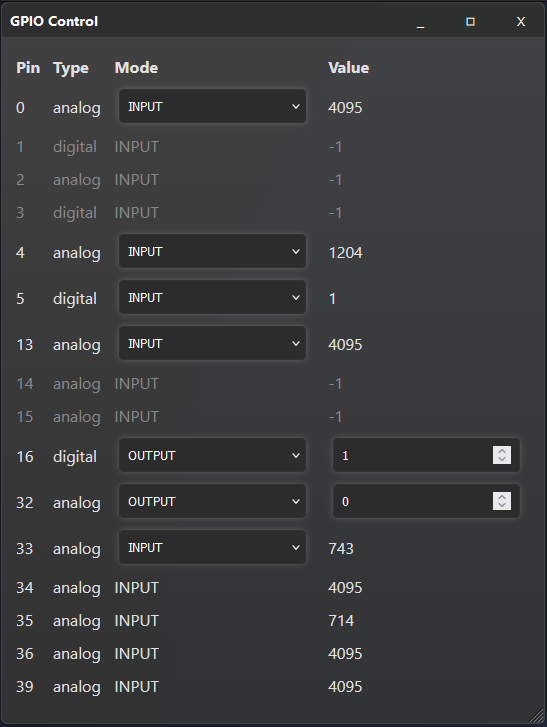 GPIO Control _ X
Pin Type Mode Value
0 analog INPUT 4095
1 digital INPUT -1
2 analog INPUT -1
3 digital INPUT -1
4 analog INPUT 1204
5 digital INPUT 1
13 analog INPUT 4095
14 analog INPUT -1
15 analog INPUT -1
16 digital OUTPUT 1
32 analog OUTPUT 0
33 analog INPUT 743
34 analog INPUT 4095
35 analog INPUT 714
36 analog INPUT 4095
39 analog INPUT 4095